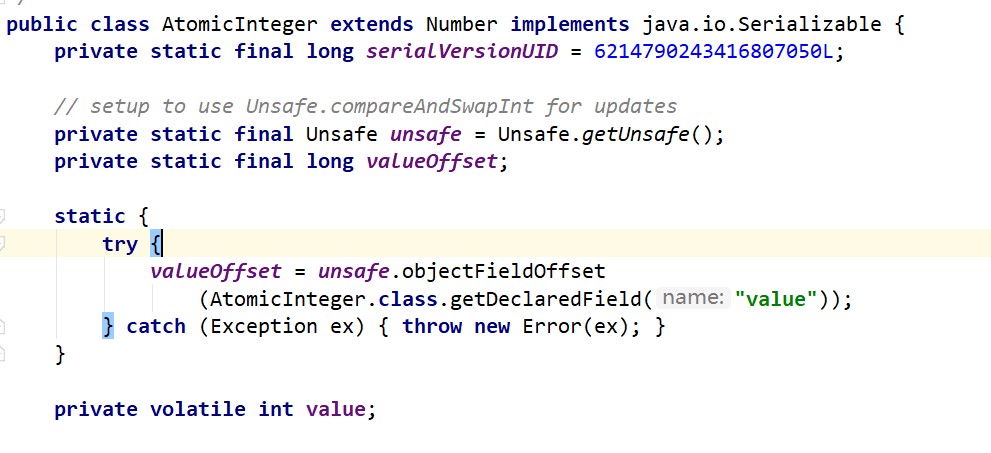 public class AtomicInteger extends Number implements java.io.Serializable {
private static final long serialVersionUID = 6214790243416807050L;
// setup to use Unsafe.compareAndSwapInt for updates
private static final Unsafe unsafe = Unsafe.getUnsafe();
private static final long valueOffset;
static {
try {
valueOffset = unsafe.objectFieldOffset
(AtomicInteger.class.getDeclaredField( name: "value"));
} catch (Exception ex) { throw new Error(ex); }
}
private volatile int value;